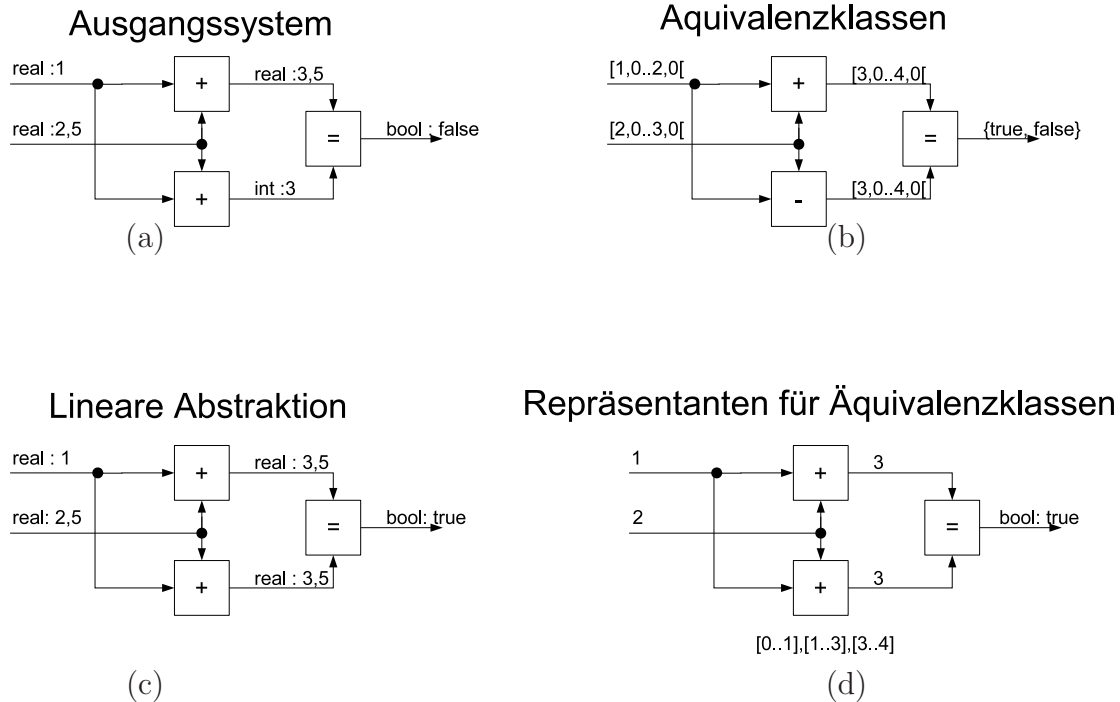 Ausgangssystem
real :1
+
real :3,5
real :2,5
=
bool : false
+
int :3
(a)
Aquivalenzklassen
[1,0..2,0[
+
[3,0..4,0[
[2,0..3,0[
=
{true, false}
-
[3,0..4,0[
(b)
Lineare Abstraktion
real : 1
+
real : 3,5
real: 2,5
=
bool: true
+
real : 3,5
(c)
Repräsentanten für Äquivalenzklassen
1
+
3
2
=
bool: true
+
3
[0..1],[1..3],[3..4]
(d)